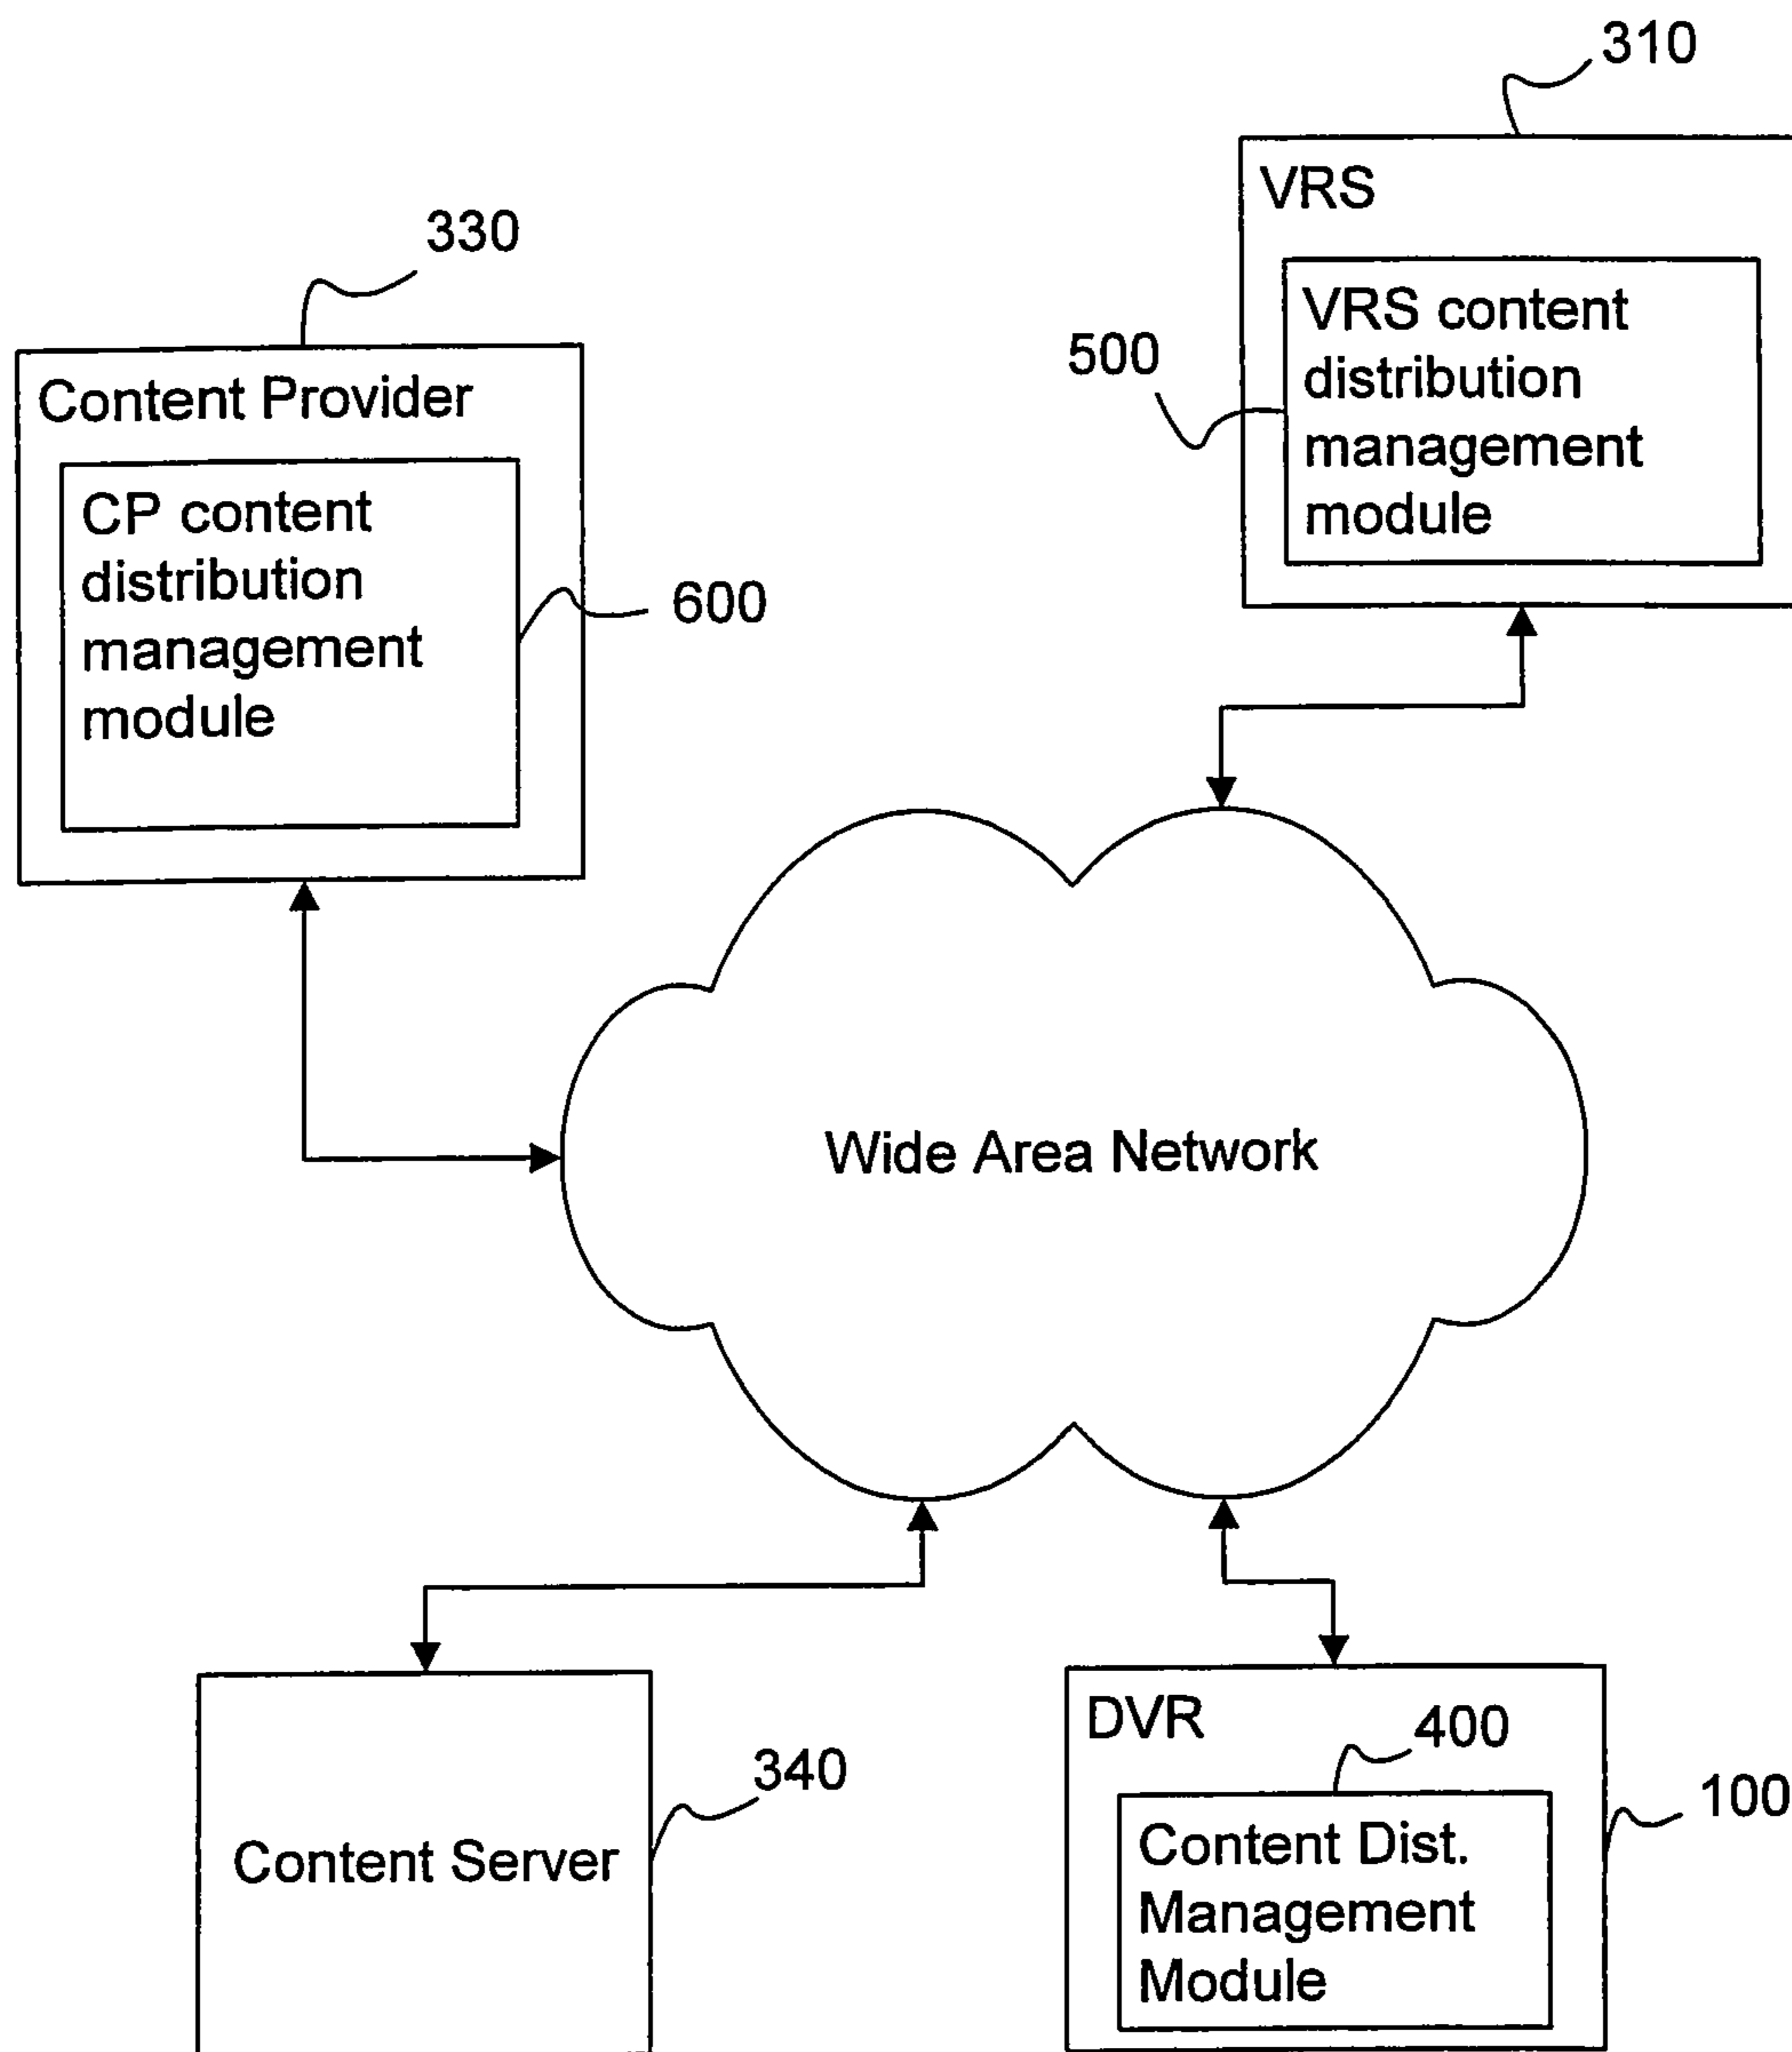 310
VRS
VRS content
distribution
management
module
500
330
Content Provider
CP content
distribution
management
module
600
Wide Area Network
Content Server
340
DVR
400
Content Dist.
Management
Module
100